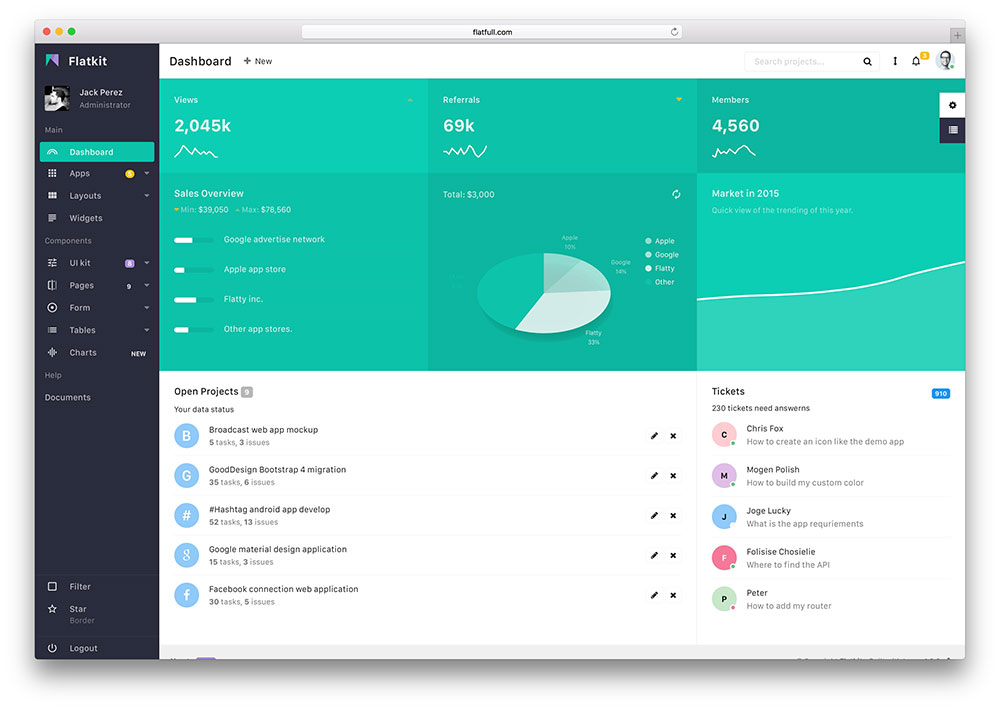 flatfull.com
Flatkit
Jack Perez
Administrator
Main
Dashboard
Apps 6
Layouts
Widgets
Components
UI kit 8
Pages 9
Form
Tables
Charts NEW
Help
Documents
Filter
Star
Border
Logout
Dashboard + New
Search projects...
3
Views
2,045k
Referrals
69k
Members
4,560
Sales Overview
Min: $39,050 Max: $78,560
Google advertise network
Apple app store
Flatty inc.
Other app stores.
Total: $3,000
Apple
10%
Google
14%
Flatty
33%
Apple
Google
Flatty
Other
Market in 2015
Quick view of the trending of this year.
Open Projects 9
Your data status
B
Broadcast web app mockup
5 tasks, 3 issues
G
GoodDesign Bootstrap 4 migration
35 tasks, 6 issues
#
#Hashtag android app develop
52 tasks, 13 issues
Google material design application
15 tasks, 3 issues
Facebook connection web application
30 tasks, 5 issues
Tickets 910
230 tickets need answerns
C
Chris Fox
How to create an icon like the demo app
M
Mogen Polish
How to build my custom color
J
Joge Lucky
What is the app requriements
F
Folisise Chosielie
Where to find the API
P
Peter
How to add my router